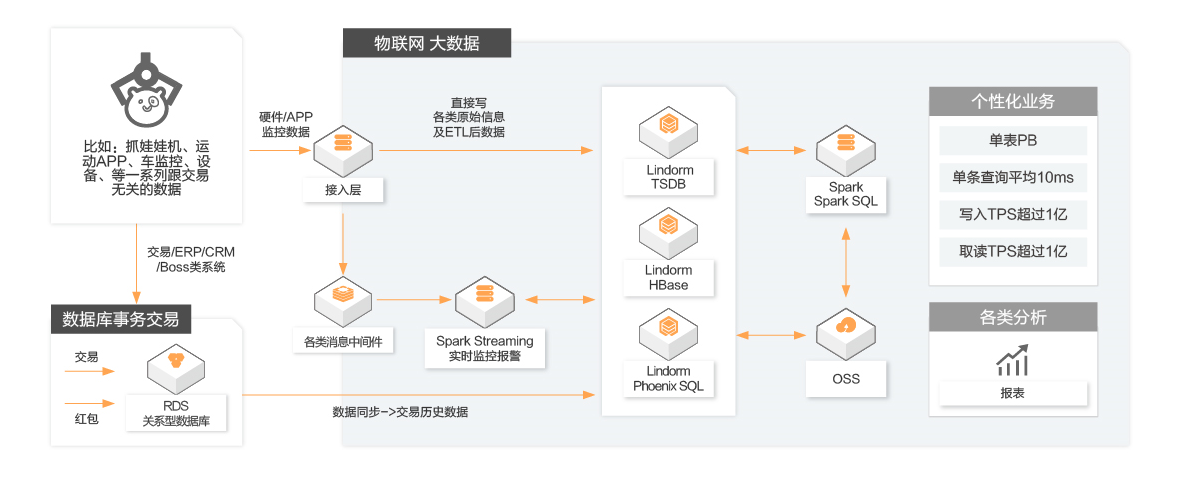 物联网 大数据
比如：抓娃娃机、运
动APP、车监控、设
备、等一系列跟交易
无关的数据
硬件/APP
监控数据
接入层
直接写
各类原始信息
及ETL后数据
Lindorm
TSDB
Spark
Spark SQL
个性化业务
单表PB
单条查询平均10ms
写入TPS超过1亿
取读TPS超过1亿
交易/ERP/CRM
/Boss类系统
Lindorm
HBase
各类消息中间件
Spark Streaming
实时监控报警
Lindorm
Phoenix SQL
OSS
各类分析
报表
数据库事务交易
交易
红包
RDS
关系型数据库
数据同步->交易历史数据